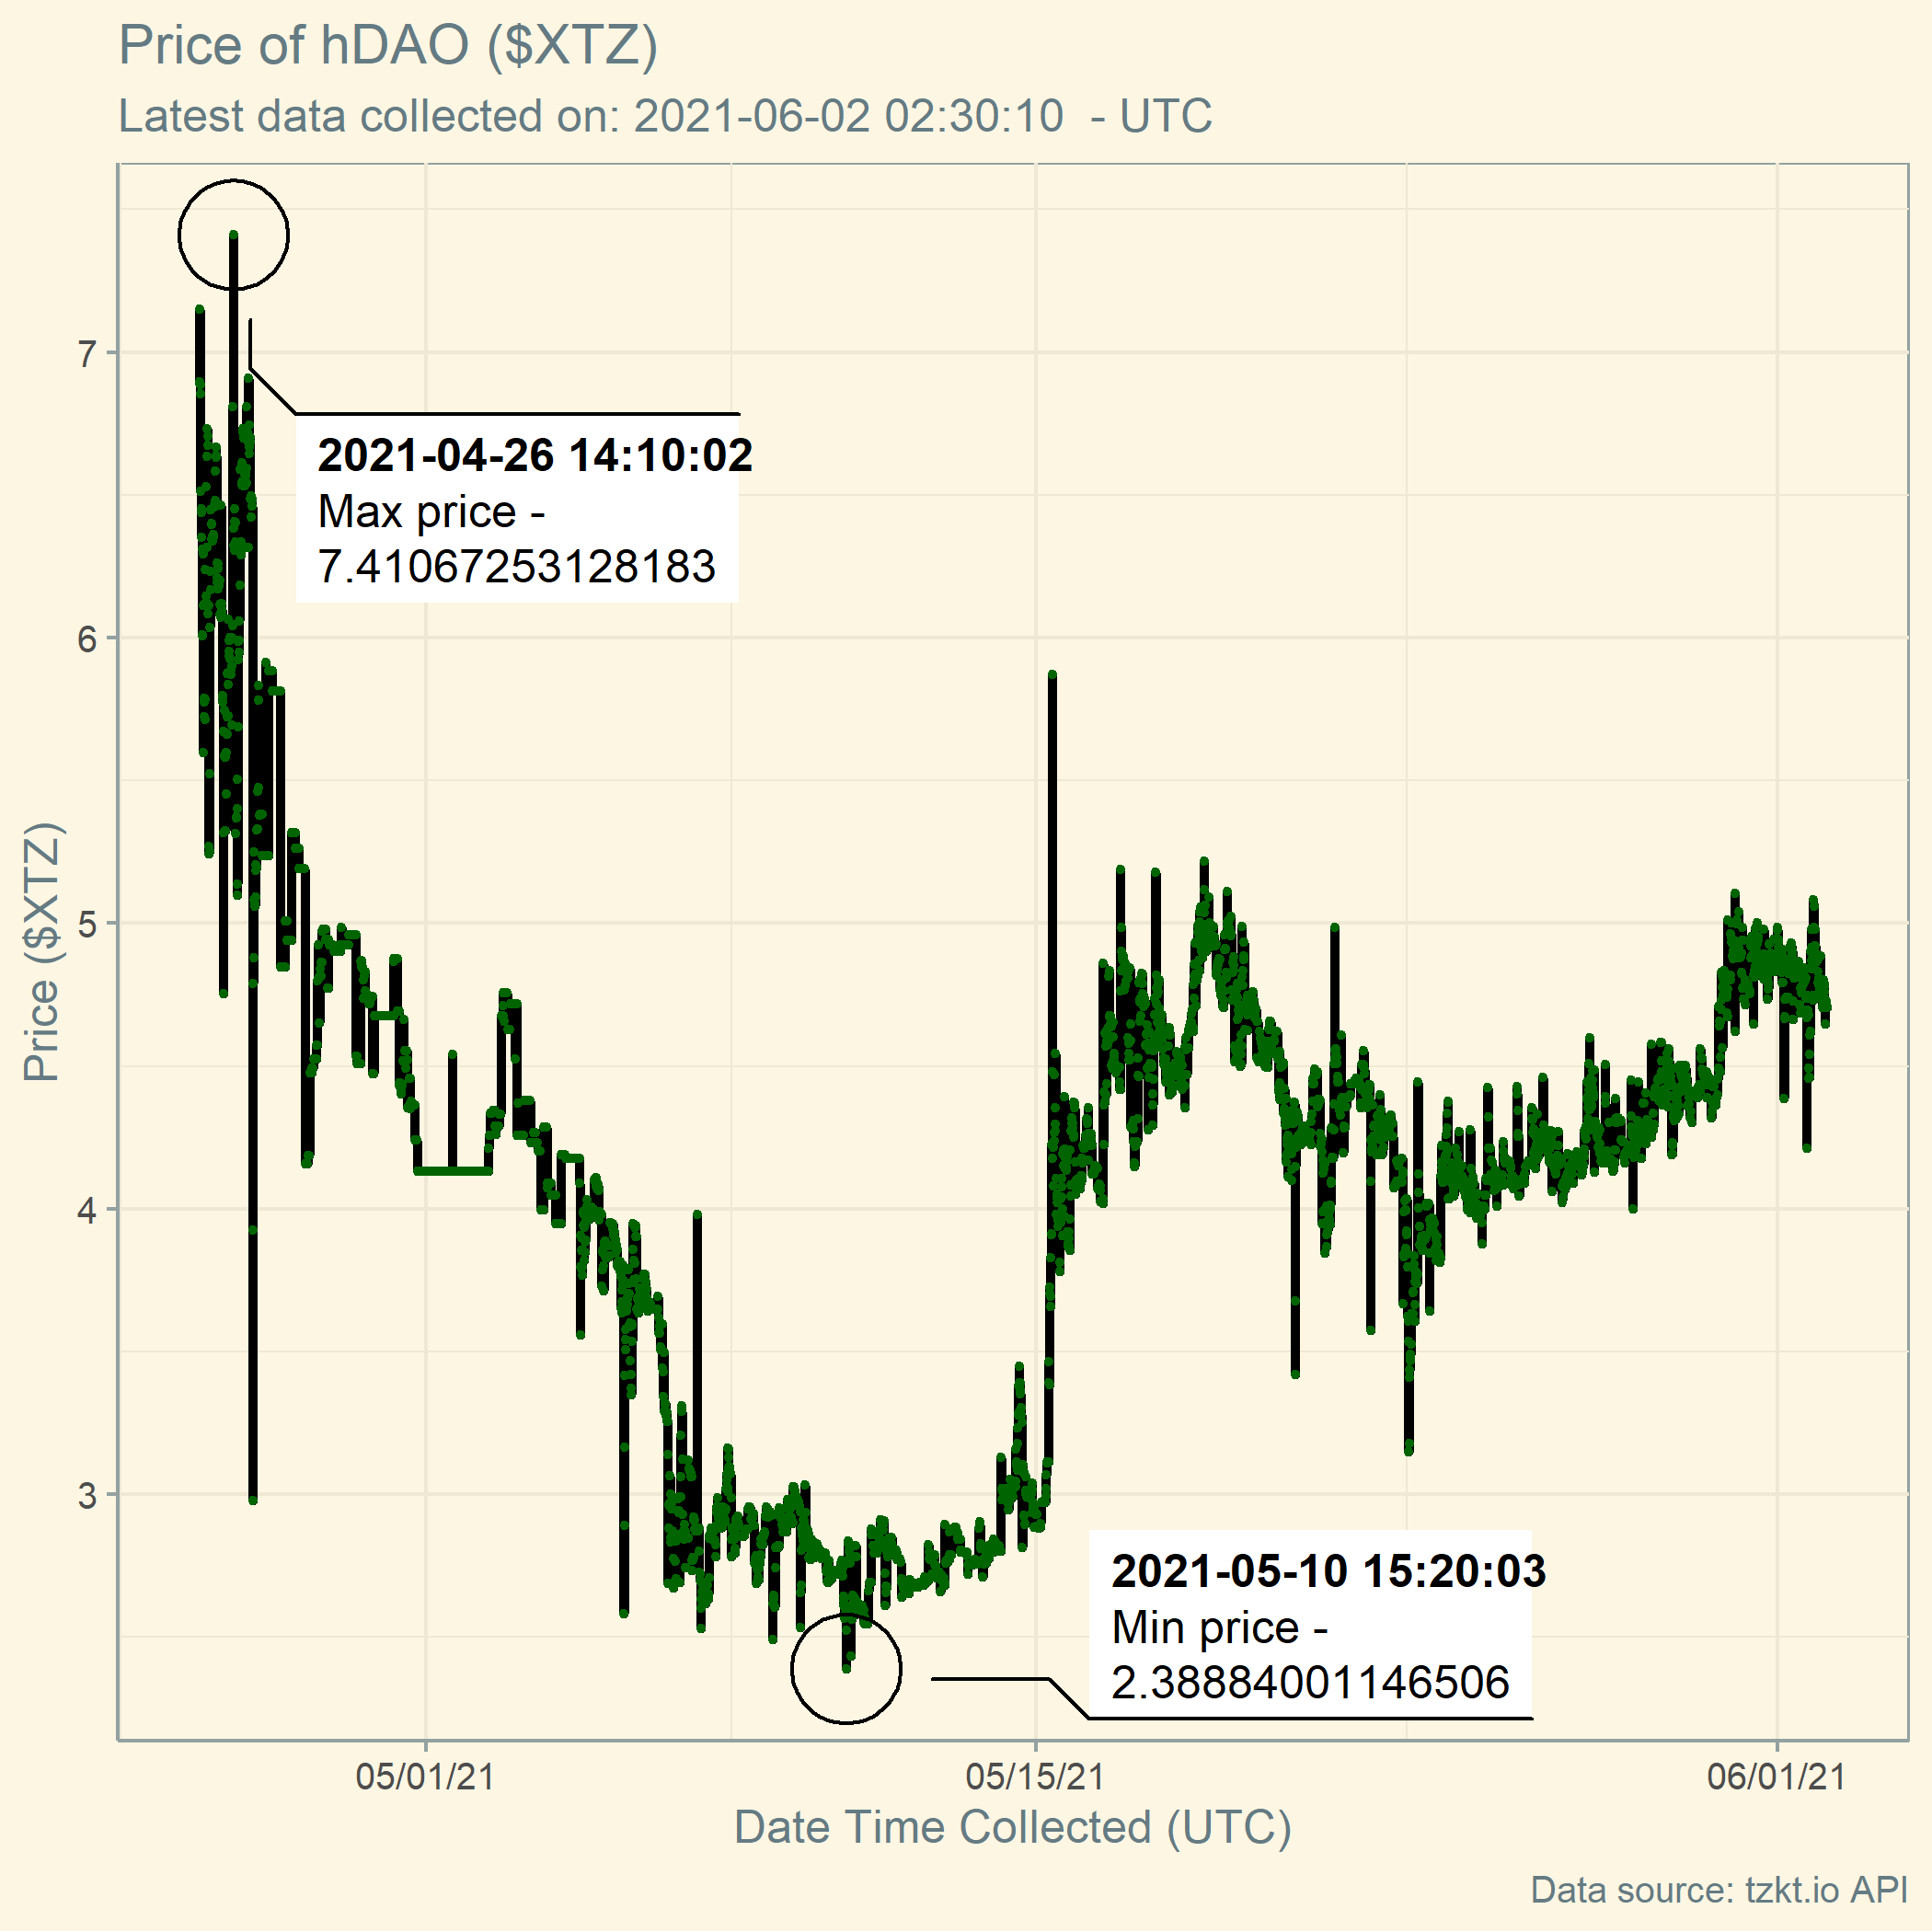 Price of hDAO ($XTZ)
Latest data collected on: 2021-06-02 02:30:10  - UTC
Price ($XTZ)
7
6
5
4
3
2021-04-26 14:10:02
Max price -
7.41067253128183
2021-05-10 15:20:03
Min price -
2.38884001146506
05/01/21
05/15/21
06/01/21
Date Time Collected (UTC)
Data source: tzkt.io API